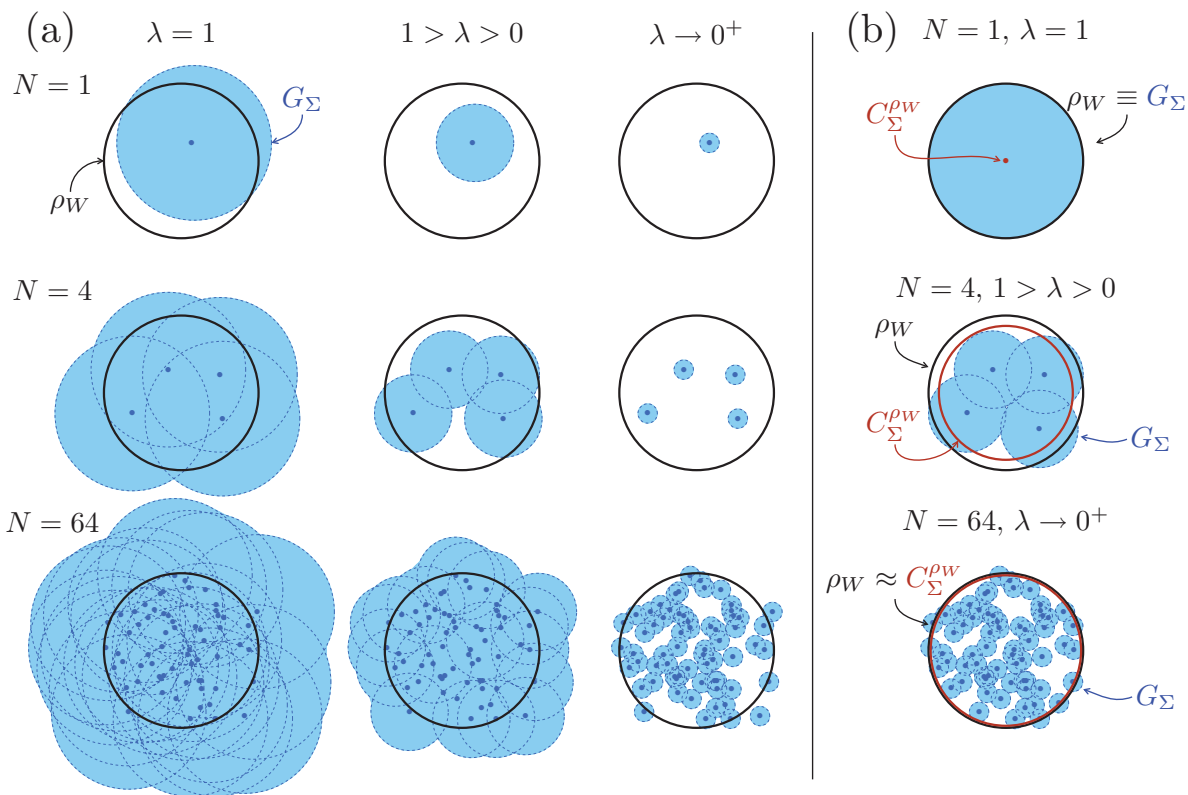 (a) λ = 1 1 > λ > 0 λ → 0⁺ (b) N = 1, λ = 1
N = 1
G_Σ
ρ_W
C_Σ^{ρ_W}
ρ_W ≡ G_Σ
N = 4
N = 4, 1 > λ > 0
ρ_W
C_Σ^{ρ_W}
G_Σ
N = 64
N = 64, λ → 0⁺
ρ_W ≈ C_Σ^{ρ_W}
G_Σ